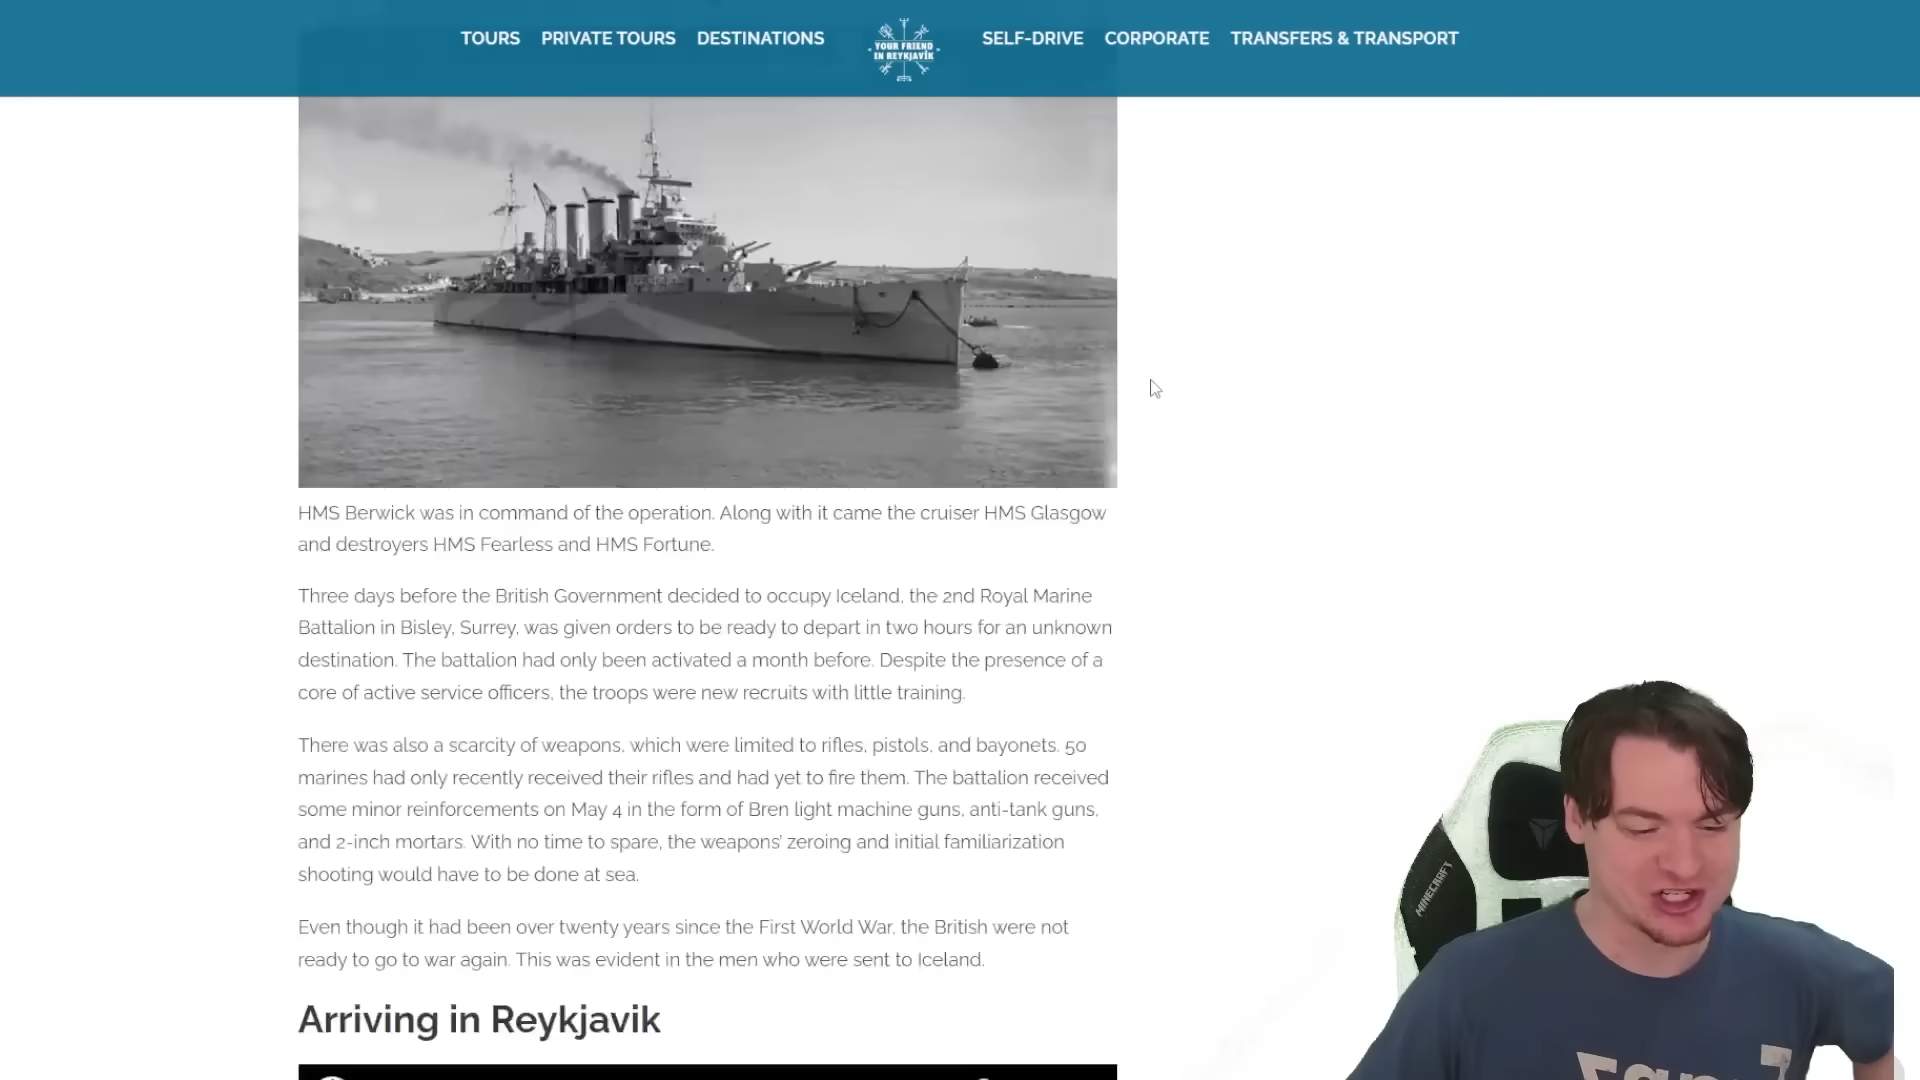 TOURS PRIVATE TOURS DESTINATIONS YOUR FRIEND IN REYKJAVIK SELF-DRIVE CORPORATE TRANSFERS & TRANSPORT
HMS Berwick was in command of the operation. Along with it came the cruiser HMS Glasgow
and destroyers HMS Fearless and HMS Fortune.
Three days before the British Government decided to occupy Iceland, the 2nd Royal Marine
Battalion in Bisley, Surrey, was given orders to be ready to depart in two hours for an unknown
destination. The battalion had only been activated a month before. Despite the presence of a
core of active service officers, the troops were new recruits with little training.
There was also a scarcity of weapons, which were limited to rifles, pistols, and bayonets. 50
marines had only recently received their rifles and had yet to fire them. The battalion received
some minor reinforcements on May 4 in the form of Bren light machine guns, anti-tank guns,
and 2-inch mortars. With no time to spare, the weapons' zeroing and initial familiarization
shooting would have to be done at sea.
Even though it had been over twenty years since the First World War, the British were not
ready to go to war again. This was evident in the men who were sent to Iceland.
Arriving in Reykjavik
MINECRAFT